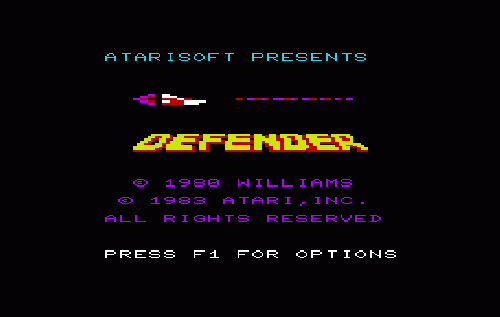 ATARISOFT PRESENTS
DEFENDER
© 1980 WILLIAMS
© 1983 ATARI,INC.
ALL RIGHTS RESERVED
PRESS F1 FOR OPTIONS